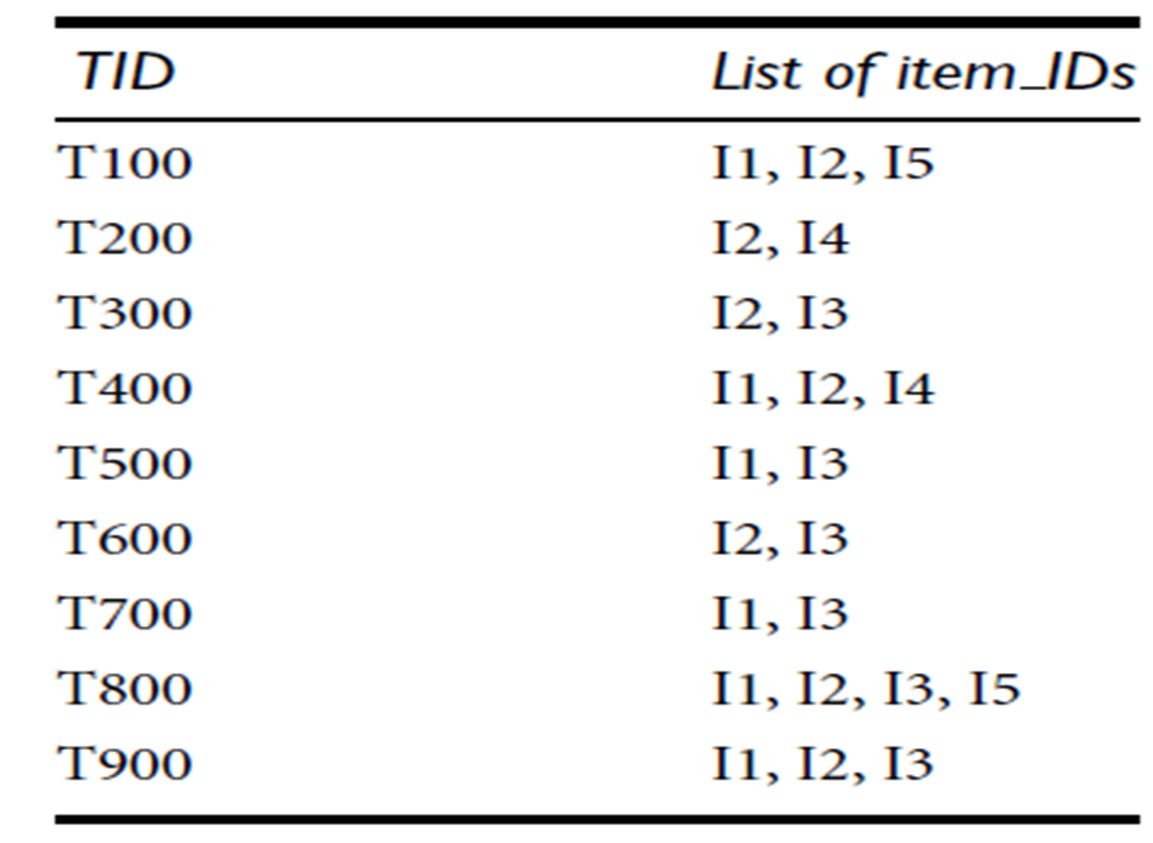 TID List of item_IDs
T100 I1, I2, I5
T200 I2, I4
T300 I2, I3
T400 I1, I2, I4
T500 I1, I3
T600 I2, I3
T700 I1, I3
T800 I1, I2, I3, I5
T900 I1, I2, I3